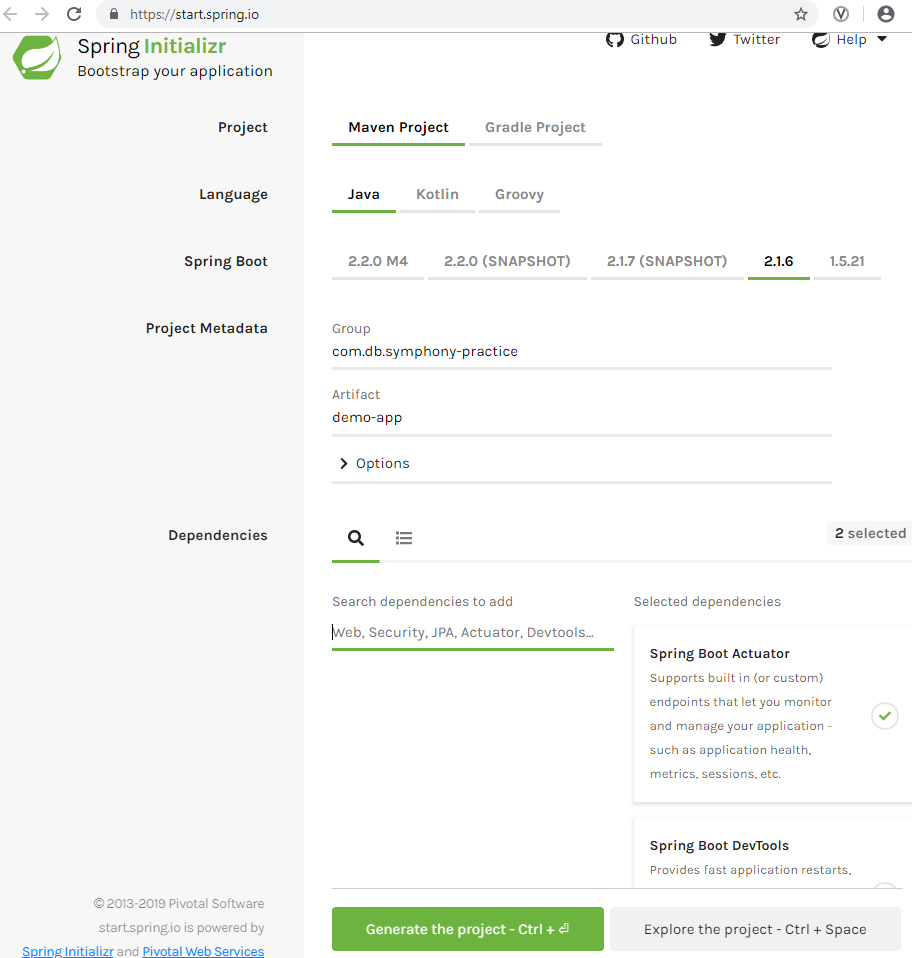 https://start.spring.io
Spring Initializr
Bootstrap your application
Github Twitter Help
Project
Maven Project Gradle Project
Language
Java Kotlin Groovy
Spring Boot
2.2.0 M4 2.2.0 (SNAPSHOT) 2.1.7 (SNAPSHOT) 2.1.6 1.5.21
Project Metadata
Group
com.db.symphony-practice
Artifact
demo-app
Options
Dependencies
2 selected
Search dependencies to add
Web, Security, JPA, Actuator, Devtools...
Selected dependencies
Spring Boot Actuator
Supports built in (or custom)
endpoints that let you monitor
and manage your application -
such as application health,
metrics, sessions, etc.
Spring Boot DevTools
Provides fast application restarts,
© 2013-2019 Pivotal Software
start.spring.io is powered by
Spring Initializr and Pivotal Web Services
Generate the project - Ctrl + ⏎
Explore the project - Ctrl + Space